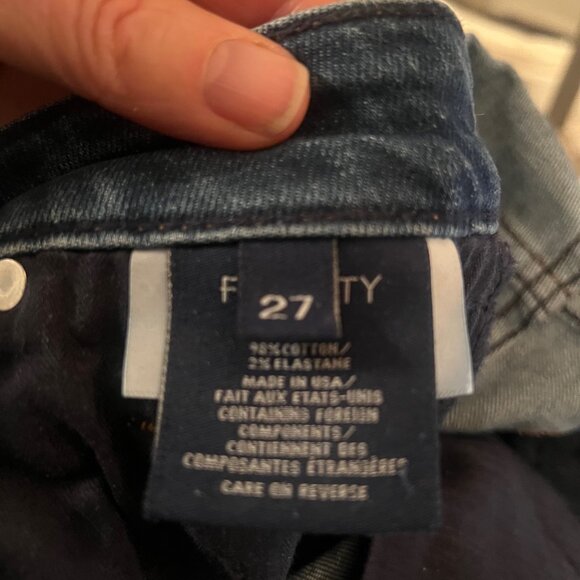 F TY
27
98% COTTON/
2% ELASTANE
MADE IN USA/
FAIT AUX ETATS-UNIS
CONTAINING FOREIGN
COMPONENTS/
CONTIENNENT DES
COMPOSANTES ÉTRANGÈRES
CARE ON REVERSE